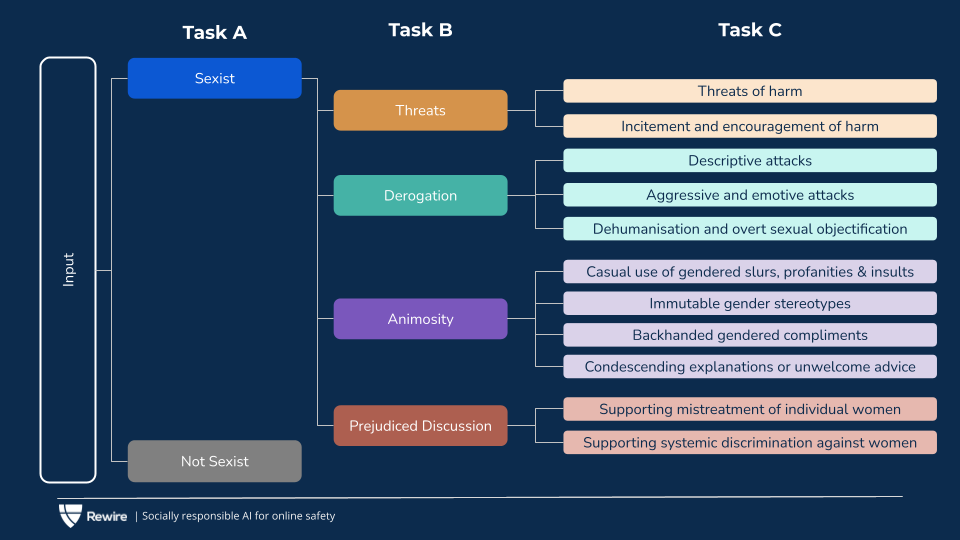 Task A
Task B
Task C
Input
Sexist
Threats
Threats of harm
Incitement and encouragement of harm
Derogation
Descriptive attacks
Aggressive and emotive attacks
Dehumanisation and overt sexual objectification
Animosity
Casual use of gendered slurs, profanities & insults
Immutable gender stereotypes
Backhanded gendered compliments
Condescending explanations or unwelcome advice
Prejudiced Discussion
Supporting mistreatment of individual women
Supporting systemic discrimination against women
Not Sexist
Rewire | Socially responsible AI for online safety